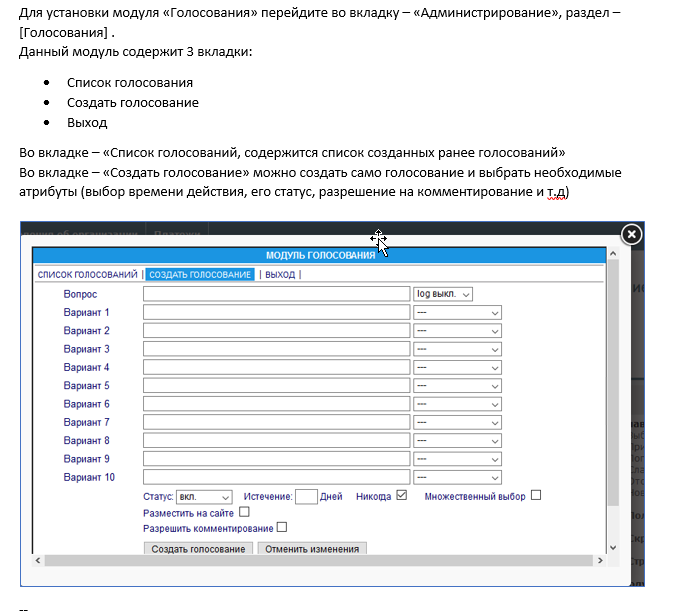 Для установки модуля «Голосования» перейдите во вкладку – «Администрирование», раздел –
[Голосования] .
Данный модуль содержит 3 вкладки:
• Список голосования
• Создать голосование
• Выход
Во вкладке – «Список голосований, содержится список созданных ранее голосований»
Во вкладке – «Создать голосование» можно создать само голосование и выбрать необходимые
атрибуты (выбор времени действия, его статус, разрешение на комментирование и т.д)
МОДУЛЬ ГОЛОСОВАНИЯ
СПИСОК ГОЛОСОВАНИЙ | СОЗДАТЬ ГОЛОСОВАНИЕ | ВЫХОД |
Вопрос log выкл.
Вариант 1 ---
Вариант 2 ---
Вариант 3 ---
Вариант 4 ---
Вариант 5 ---
Вариант 6 ---
Вариант 7 ---
Вариант 8 ---
Вариант 9 ---
Вариант 10 ---
Статус: вкл. Истечение: Дней Никогда Множественный выбор
Разместить на сайте
Разрешить комментирование
Создать голосование Отменить изменения